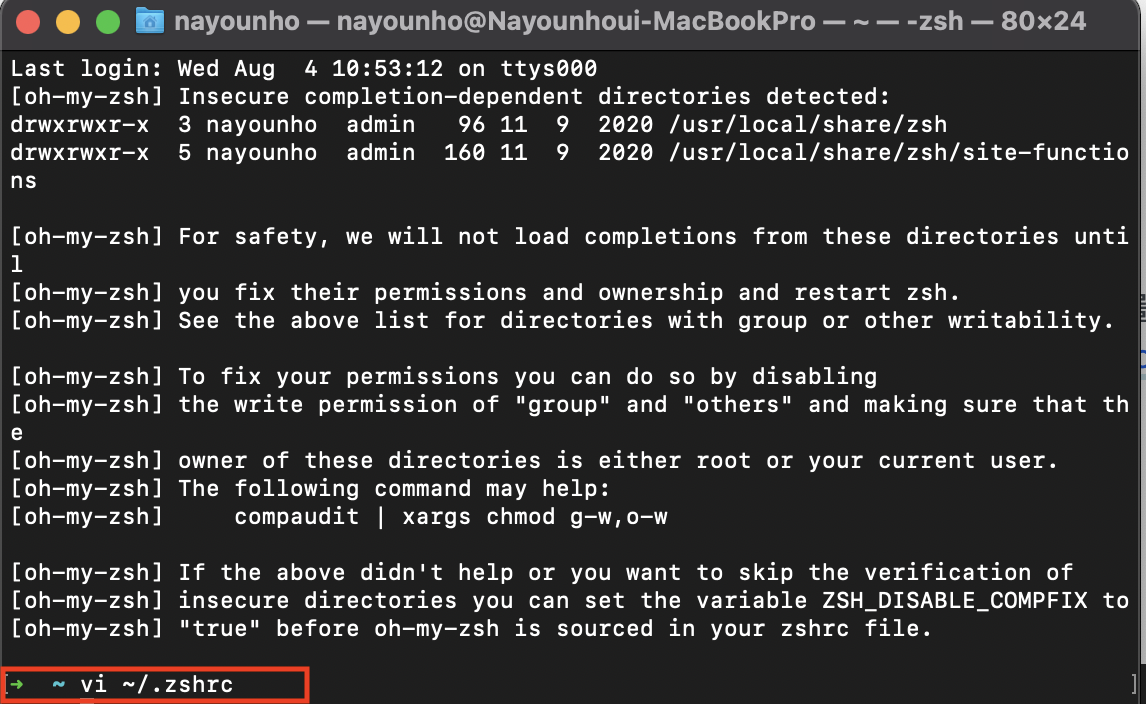 nayounho — nayounho@Nayounhoui-MacBookPro — ~ — -zsh — 80×24
Last login: Wed Aug  4 10:53:12 on ttys000
[oh-my-zsh] Insecure completion-dependent directories detected:
drwxrwxr-x  3 nayounho  admin   96 11  9  2020 /usr/local/share/zsh
drwxrwxr-x  5 nayounho  admin  160 11  9  2020 /usr/local/share/zsh/site-functio
ns
[oh-my-zsh] For safety, we will not load completions from these directories unti
l
[oh-my-zsh] you fix their permissions and ownership and restart zsh.
[oh-my-zsh] See the above list for directories with group or other writability.
[oh-my-zsh] To fix your permissions you can do so by disabling
[oh-my-zsh] the write permission of "group" and "others" and making sure that th
e
[oh-my-zsh] owner of these directories is either root or your current user.
[oh-my-zsh] The following command may help:
[oh-my-zsh]     compaudit | xargs chmod g-w,o-w
[oh-my-zsh] If the above didn't help or you want to skip the verification of
[oh-my-zsh] insecure directories you can set the variable ZSH_DISABLE_COMPFIX to
[oh-my-zsh] "true" before oh-my-zsh is sourced in your zshrc file.
[➜  ~ vi ~/.zshrc ]